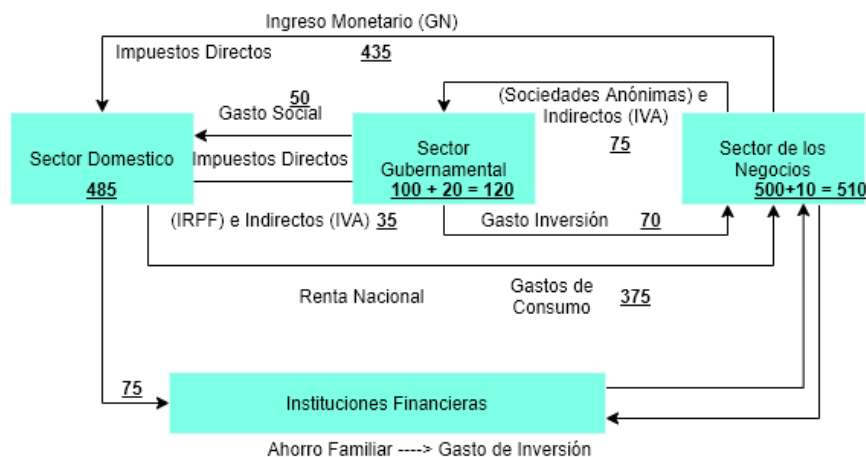 Ingreso Monetario (GN)
Impuestos Directos
435
50
Gasto Social
(Sociedades Anónimas) e
Indirectos (IVA)
75
Sector Domestico
485
Impuestos Directos
Sector
Gubernamental
100 + 20 = 120
Sector de los
Negocios
500+10 = 510
(IRPF) e Indirectos (IVA) 35
Gasto Inversión 70
Renta Nacional
Gastos de
Consumo
375
75
Instituciones Financieras
Ahorro Familiar ----> Gasto de Inversión